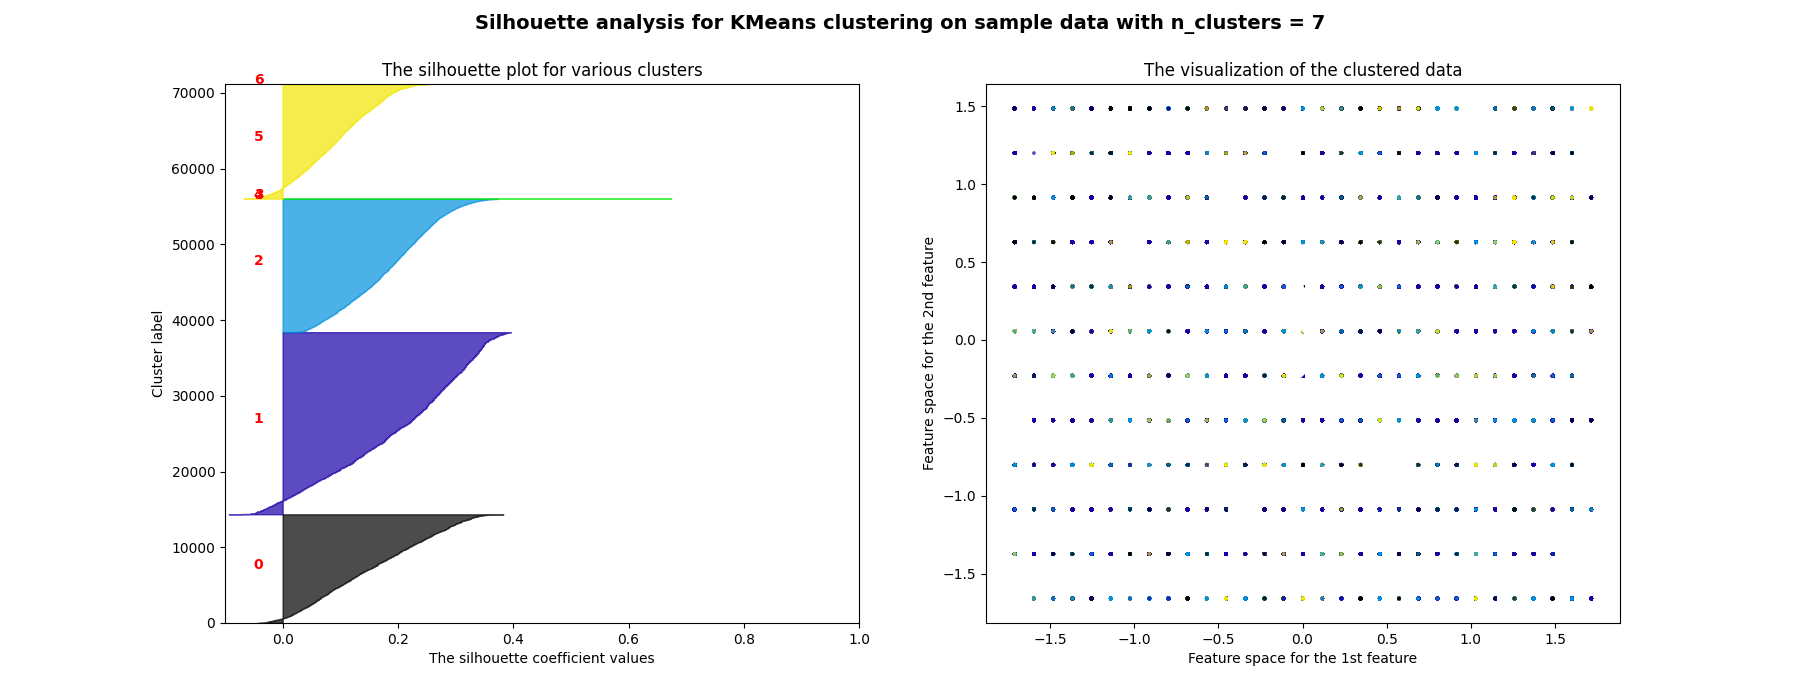 Silhouette analysis for KMeans clustering on sample data with n_clusters = 7
The silhouette plot for various clusters
6
5
3
2
1
0
70000
60000
50000
40000
30000
20000
10000
0
Cluster label
0.0 0.2 0.4 0.6 0.8 1.0
The silhouette coefficient values
The visualization of the clustered data
1.5
1.0
0.5
0.0
−0.5
−1.0
−1.5
Feature space for the 2nd feature
−1.5 −1.0 −0.5 0.0 0.5 1.0 1.5
Feature space for the 1st feature